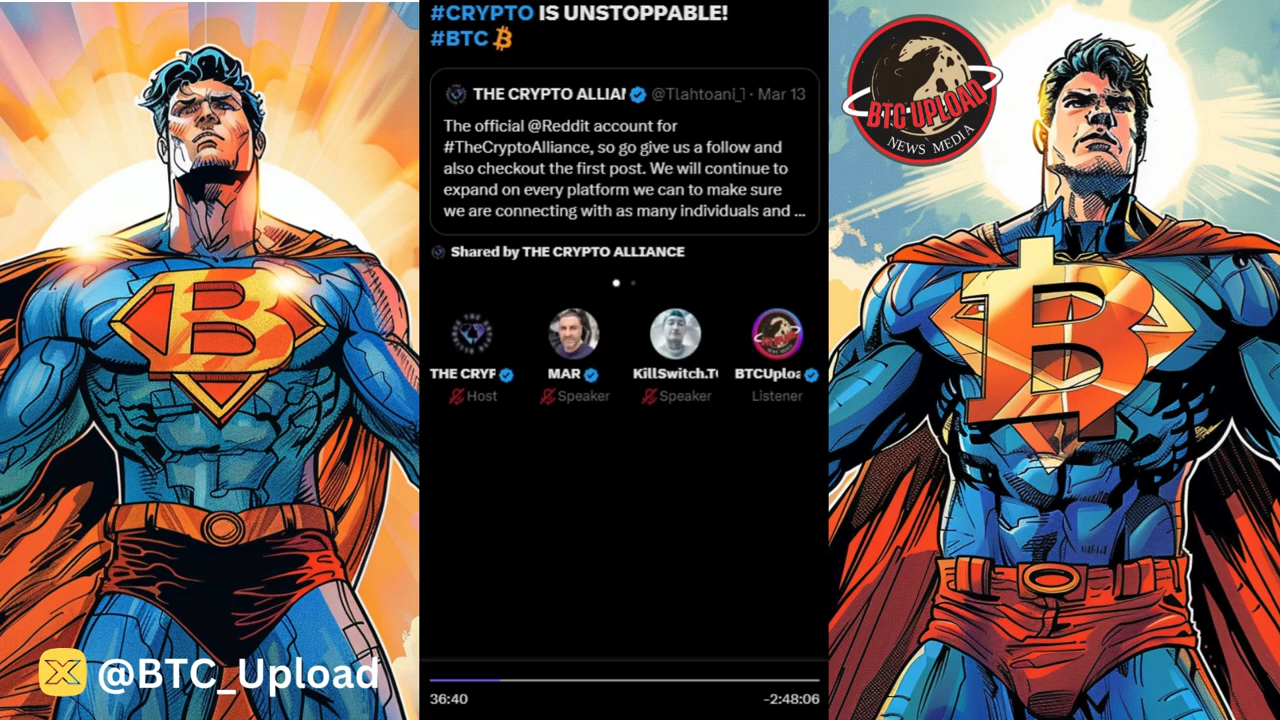 #CRYPTO IS UNSTOPPABLE!
#BTC
THE CRYPTO ALLIAN @Tlahtoani_1 · Mar 13
The official @Reddit account for
#TheCryptoAlliance, so go give us a follow and
also checkout the first post. We will continue to
expand on every platform we can to make sure
we are connecting with as many individuals and ...
Shared by THE CRYPTO ALLIANCE
THE CRYP MAR KillSwitch.T BTCUploa
Host Speaker Speaker Listener
36:40 -2:48:06
BTC UPLOAD
NEWS MEDIA
@BTC_Upload